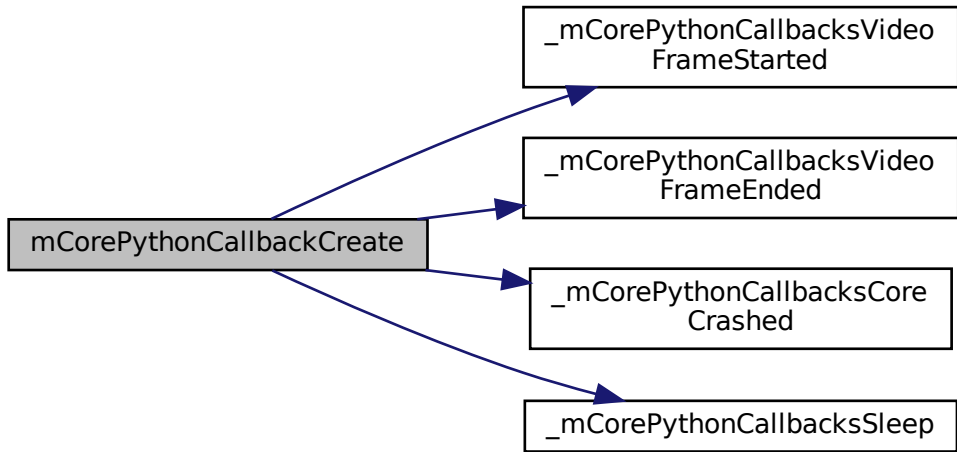 _mCorePythonCallbacksVideo
FrameStarted
_mCorePythonCallbacksVideo
FrameEnded
mCorePythonCallbackCreate
_mCorePythonCallbacksCore
Crashed
_mCorePythonCallbacksSleep